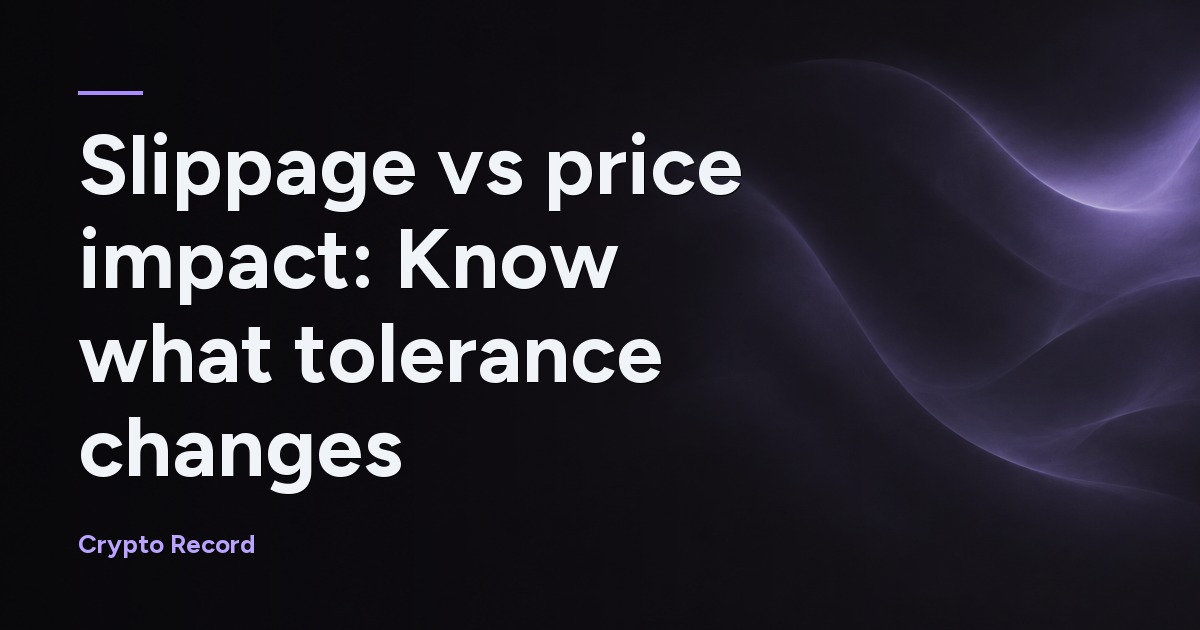 Slippage vs price
impact: Know
what tolerance
changes
Crypto Record